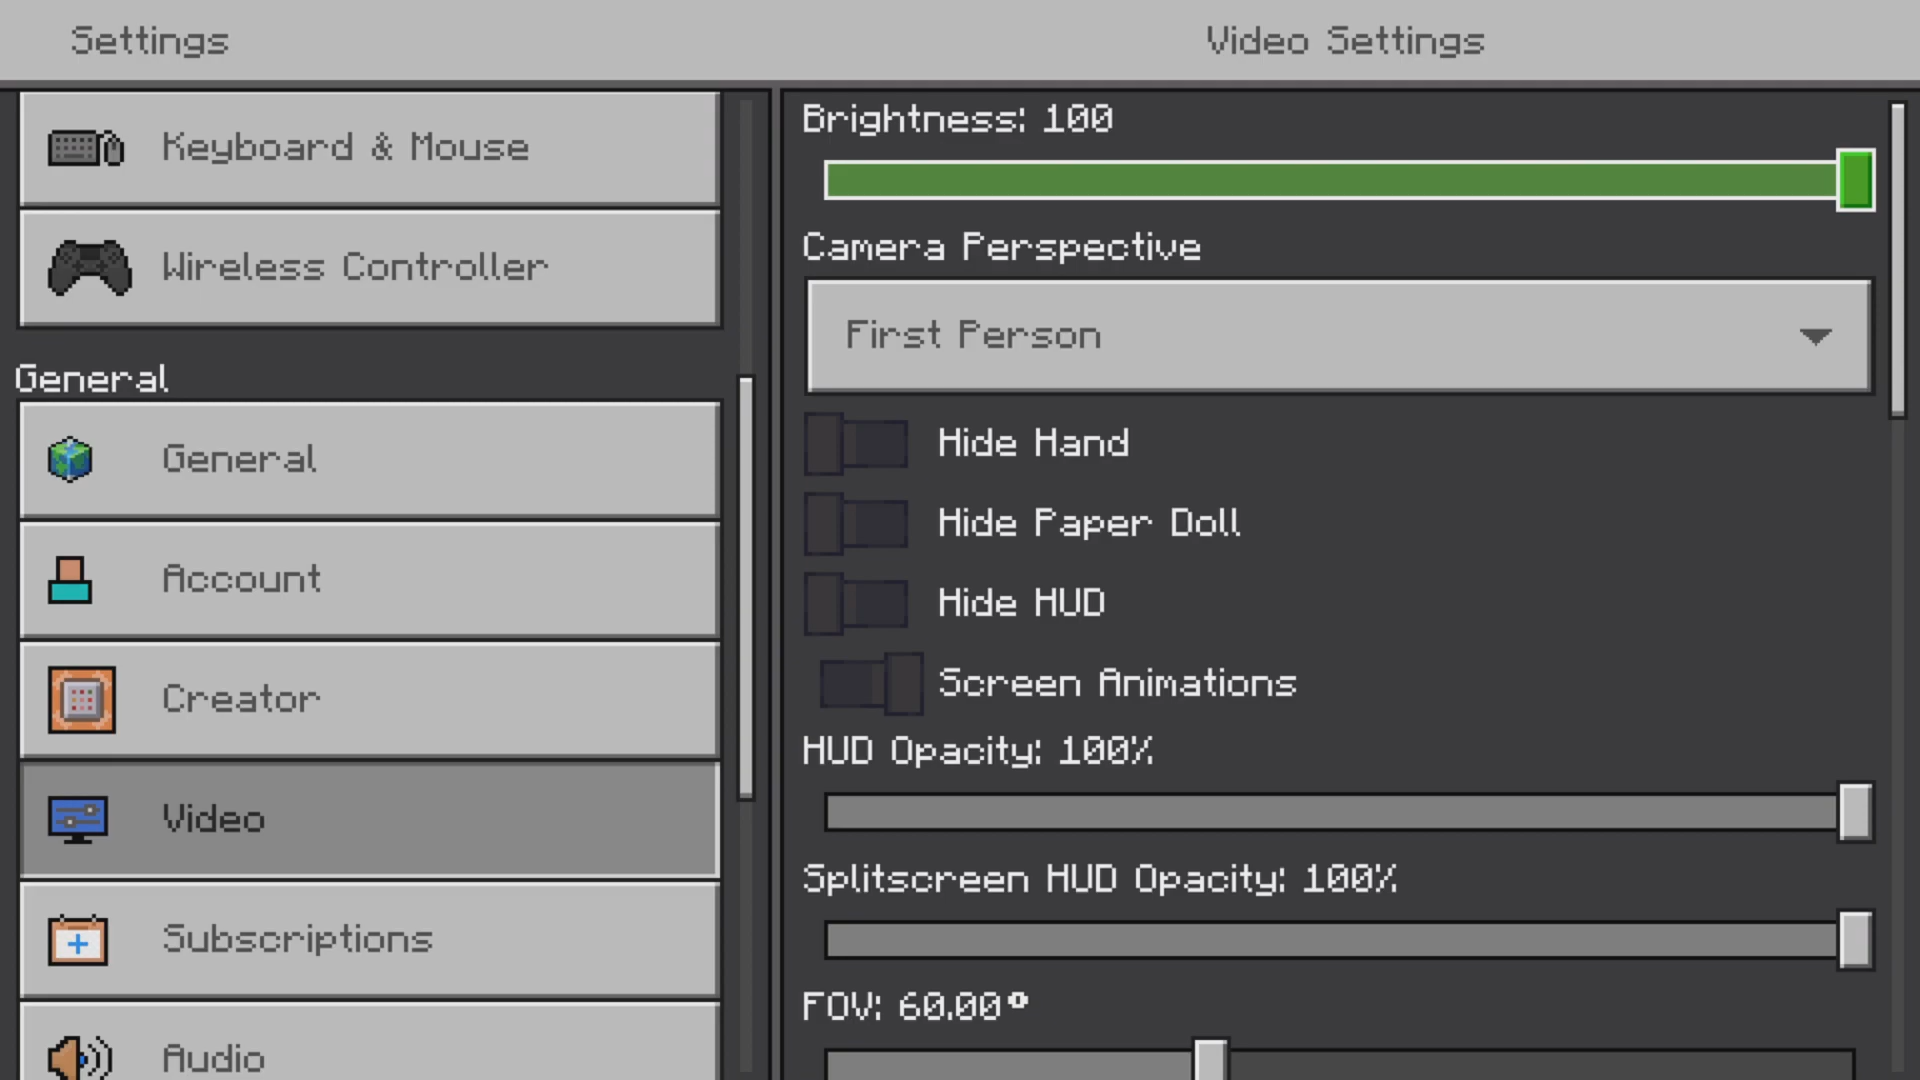 Settings
Video Settings
Keyboard & Mouse
Wireless Controller
General
General
Account
Creator
Video
Subscriptions
Audio
Brightness: 100
Camera Perspective
First Person
Hide Hand
Hide Paper Doll
Hide HUD
Screen Animations
HUD Opacity: 100%
Splitscreen HUD Opacity: 100%
FOV: 60.00°